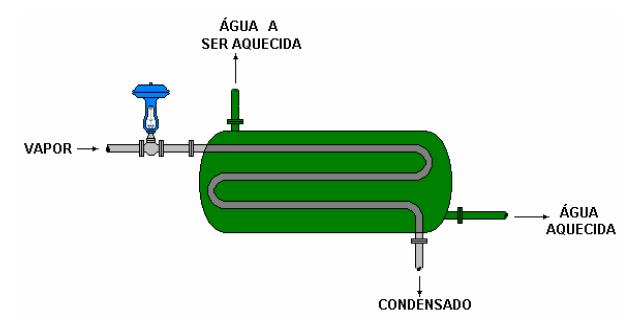 ÁGUA A
SER AQUECIDA
VAPOR
ÁGUA
AQUECIDA
CONDENSADO